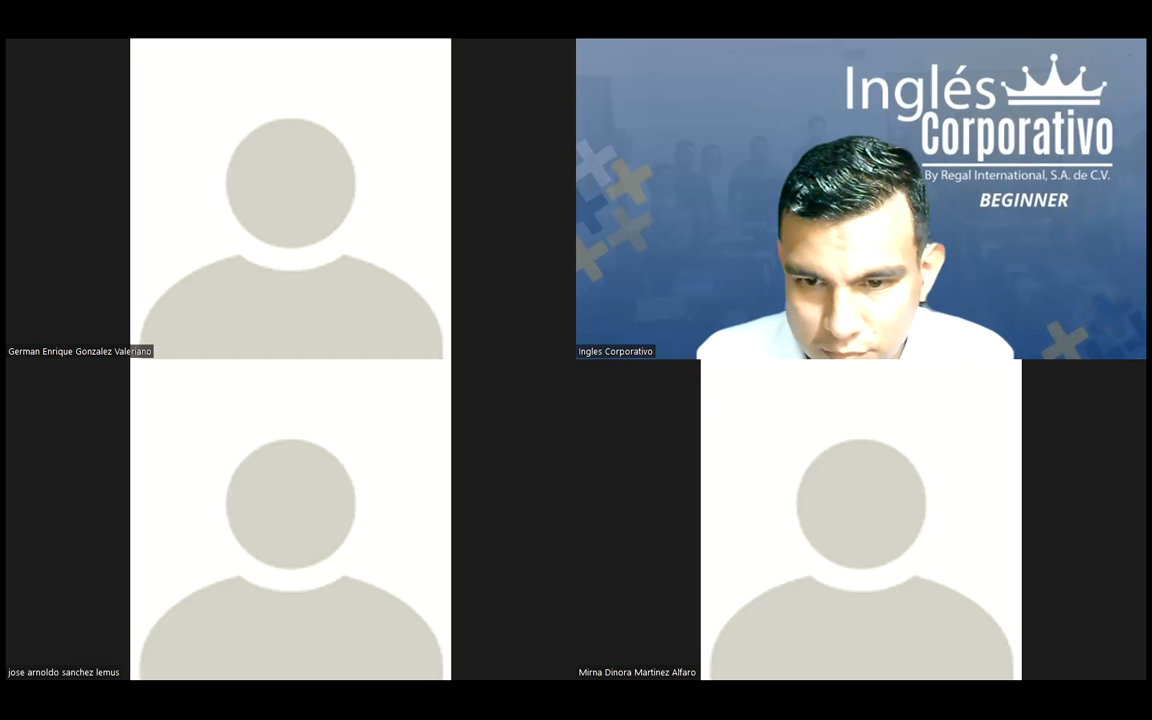 Inglés
Corporativo
By Regal International, S.A. de C.V.
BEGINNER
German Enrique Gonzalez Valeriano
Ingles Corporativo
jose arnoldo sanchez lemus
Mirna Dinora Martinez Alfaro